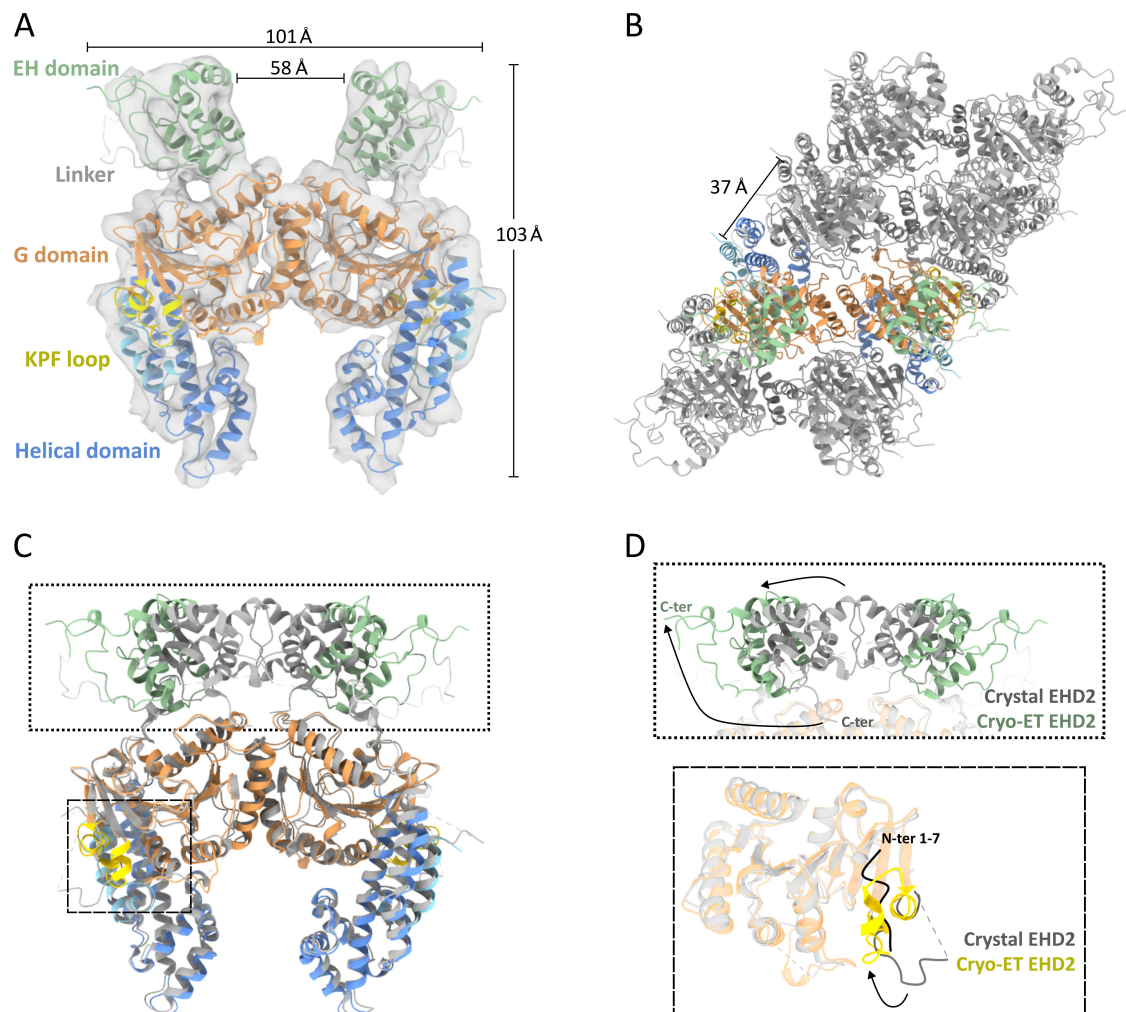 A
101 Å
EH domain
58 Å
Linker
G domain
103 Å
KPF loop
Helical domain
B
37 Å
C
D
C-ter
C-ter
Crystal EHD2
Cryo-ET EHD2
N-ter 1-7
Crystal EHD2
Cryo-ET EHD2